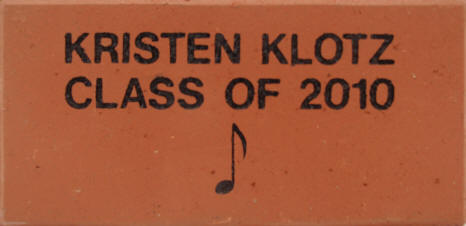 KRISTEN KLOTZ
CLASS OF 2010